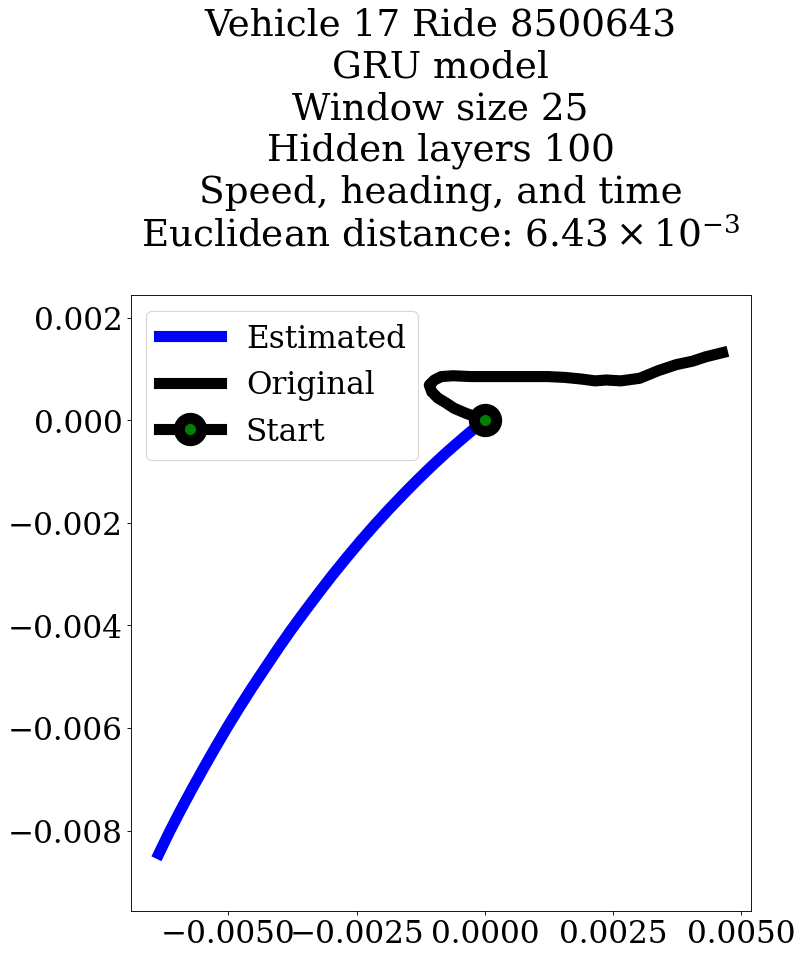 Vehicle 17 Ride 8500643
GRU model
Window size 25
Hidden layers 100
Speed, heading, and time
Euclidean distance: 6.43 × 10⁻³
Estimated
Original
Start
0.002
0.000
−0.002
−0.004
−0.006
−0.008
−0.0050 −0.0025 0.0000 0.0025 0.0050